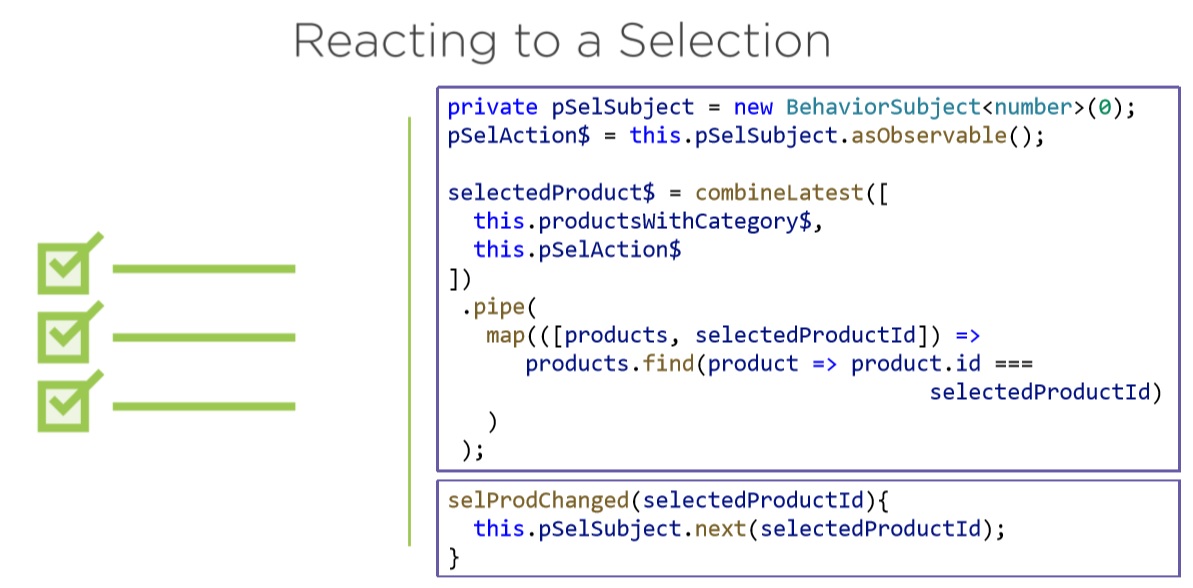 Reacting to a Selection
private pSelSubject = new BehaviorSubject<number>(0);
pSelAction$ = this.pSelSubject.asObservable();
selectedProduct$ = combineLatest([
this.productsWithCategory$,
this.pSelAction$
])
.pipe(
map(([products, selectedProductId]) =>
products.find(product => product.id ===
selectedProductId)
)
);
selProdChanged(selectedProductId){
this.pSelSubject.next(selectedProductId);
}